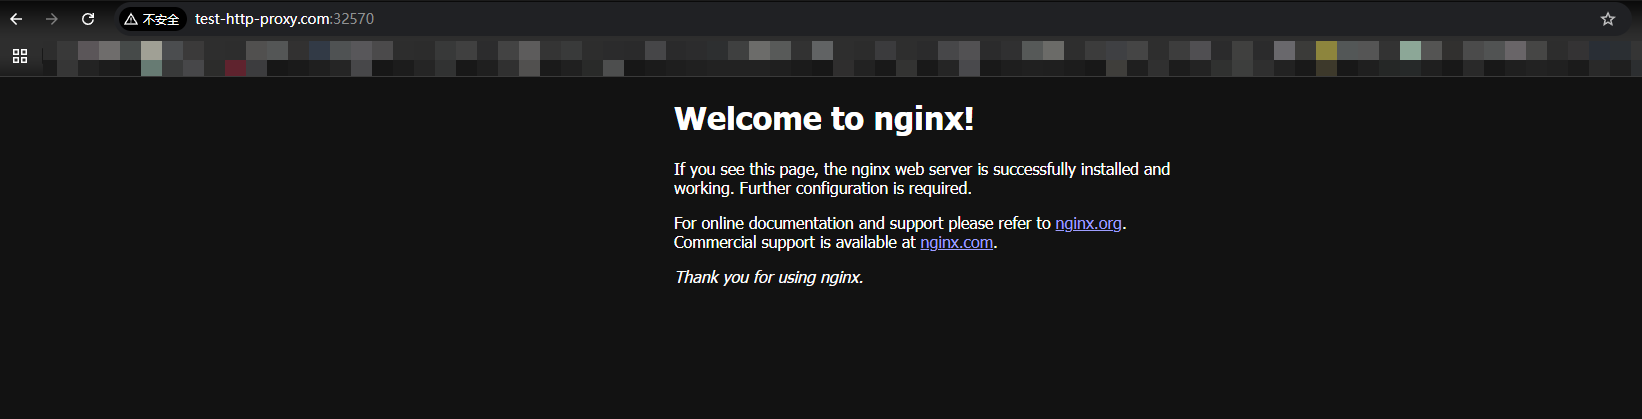 不安全 test-http-proxy.com:32570
Welcome to nginx!
If you see this page, the nginx web server is successfully installed and
working. Further configuration is required.
For online documentation and support please refer to nginx.org.
Commercial support is available at nginx.com.
Thank you for using nginx.